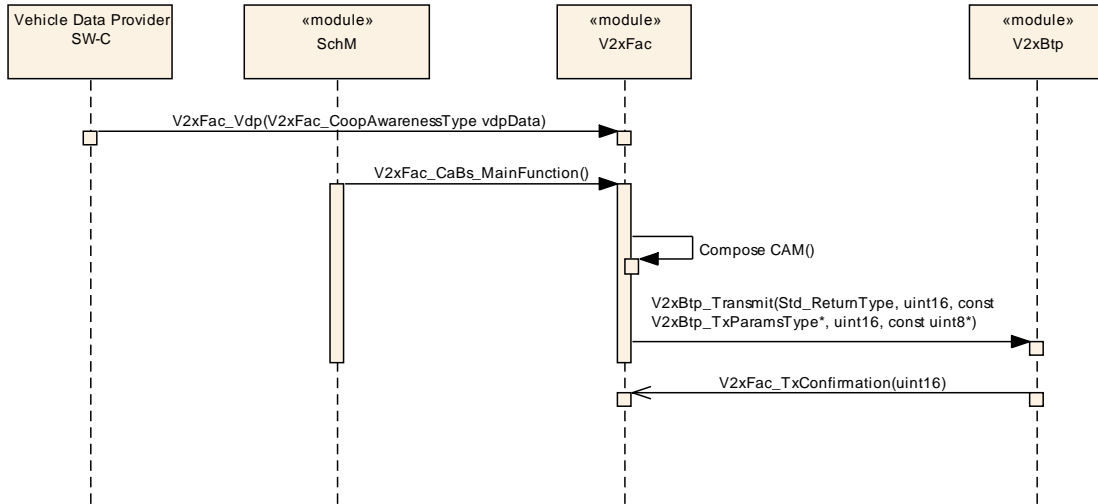 Vehicle Data Provider
SW-C
«module»
SchM
«module»
V2xFac
«module»
V2xBtp
V2xFac_Vdp(V2xFac_CoopAwarenessType vdpData)
V2xFac_CaBs_MainFunction()
Compose CAM()
V2xBtp_Transmit(Std_ReturnType, uint16, const
V2xBtp_TxParamsType*, uint16, const uint8*)
V2xFac_TxConfirmation(uint16)